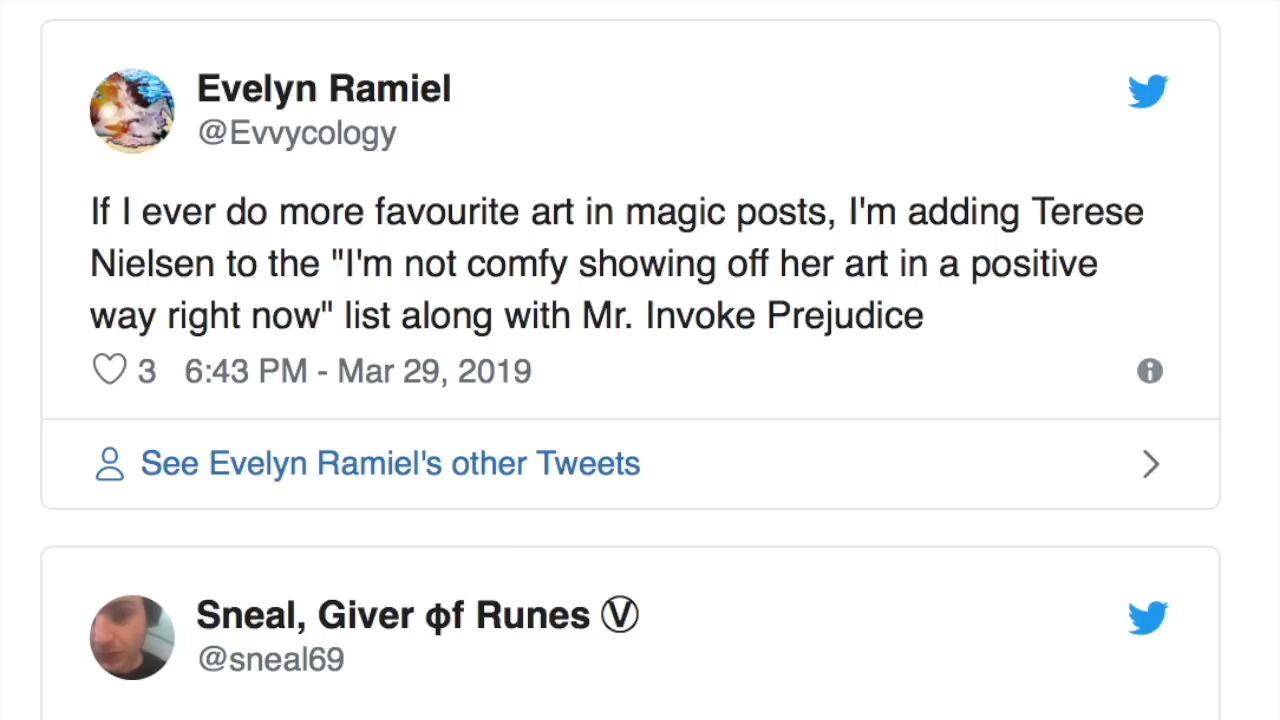 Evelyn Ramiel
@Evvycology
If I ever do more favourite art in magic posts, I'm adding Terese
Nielsen to the "I'm not comfy showing off her art in a positive
way right now" list along with Mr. Invoke Prejudice
3 6:43 PM - Mar 29, 2019
See Evelyn Ramiel's other Tweets
Sneal, Giver фf Runes Ⓥ
@sneal69